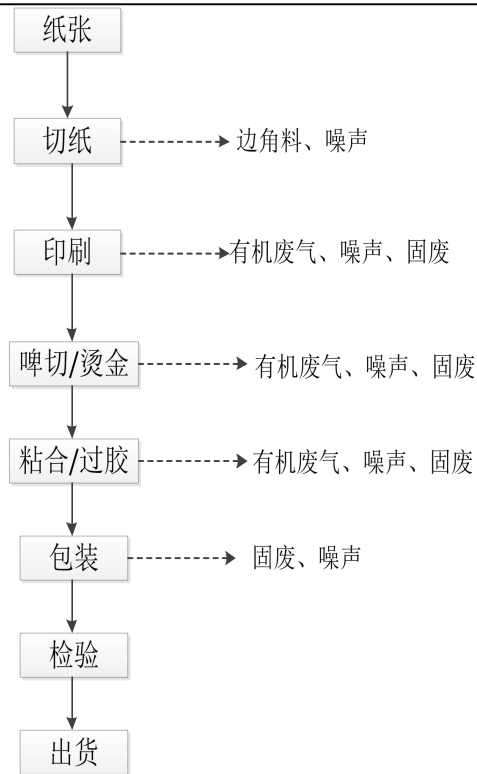 纸张
切纸
边角料、噪声
印刷
有机废气、噪声、固废
啤切/烫金
有机废气、噪声、固废
粘合/过胶
有机废气、噪声、固废
包装
固废、噪声
检验
出货